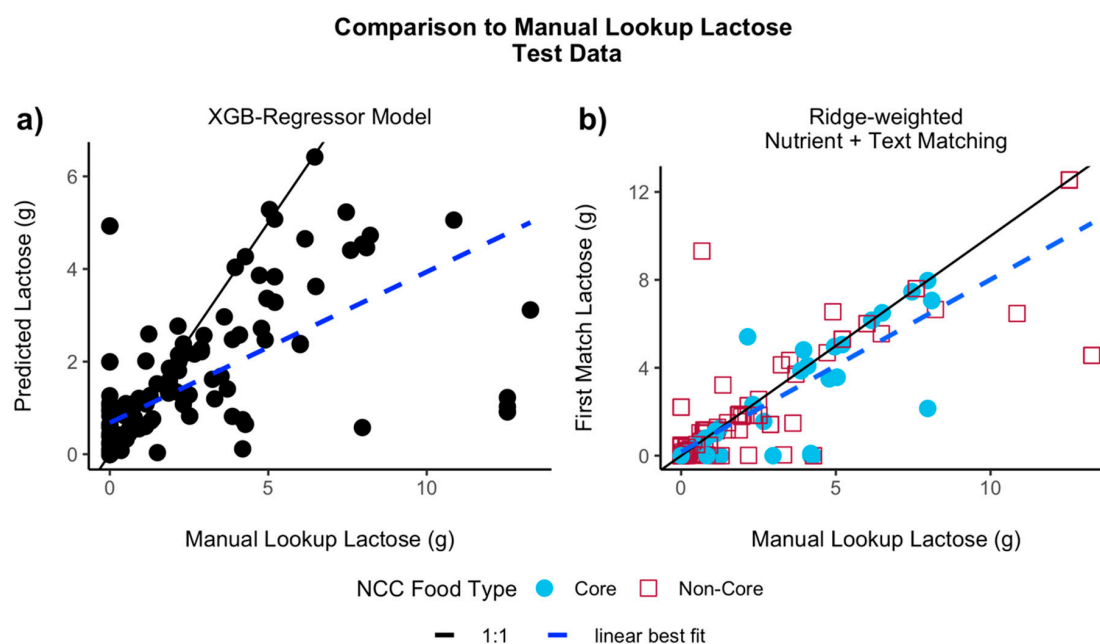 Comparison to Manual Lookup Lactose
Test Data
a)
XGB-Regressor Model
Predicted Lactose (g)
6
4
2
0
0
5
10
Manual Lookup Lactose (g)
b)
Ridge-weighted
Nutrient + Text Matching
First Match Lactose (g)
12
8
4
0
0
5
10
Manual Lookup Lactose (g)
NCC Food Type
Core
Non-Core
1:1
linear best fit